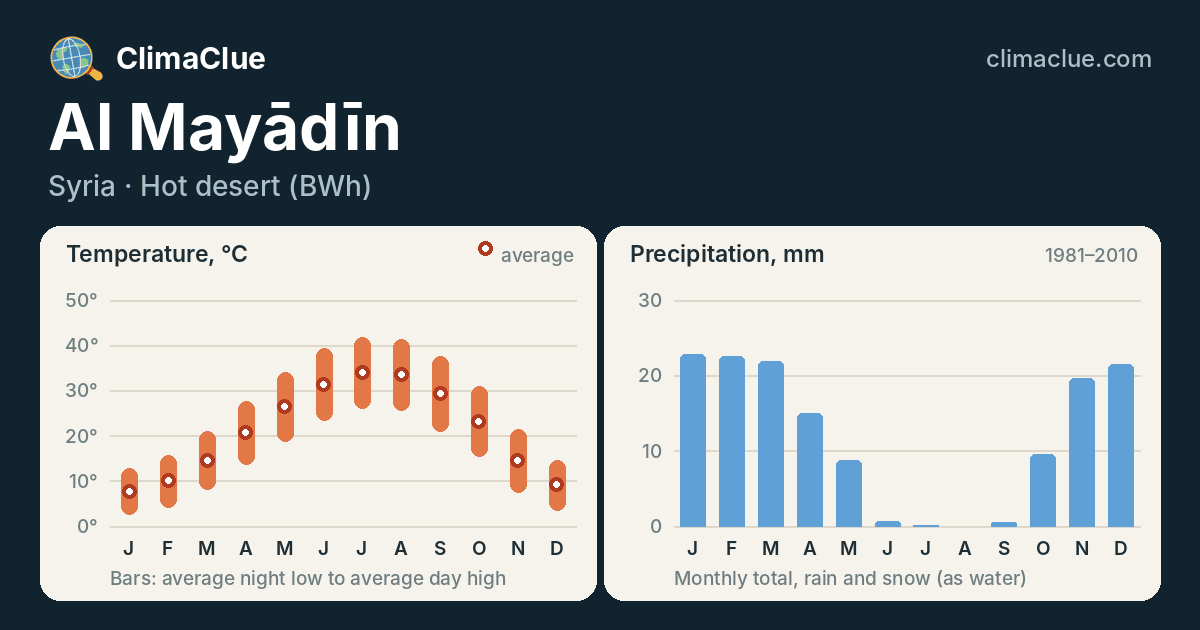 ClimaClue
climaclue.com
Al Mayādīn
Syria · Hot desert (BWh)
Temperature, °C
average
50°
40°
30°
20°
10°
0°
J F M A M J J A S O N D
Bars: average night low to average day high
Precipitation, mm
1981–2010
30
20
10
0
J F M A M J J A S O N D
Monthly total, rain and snow (as water)